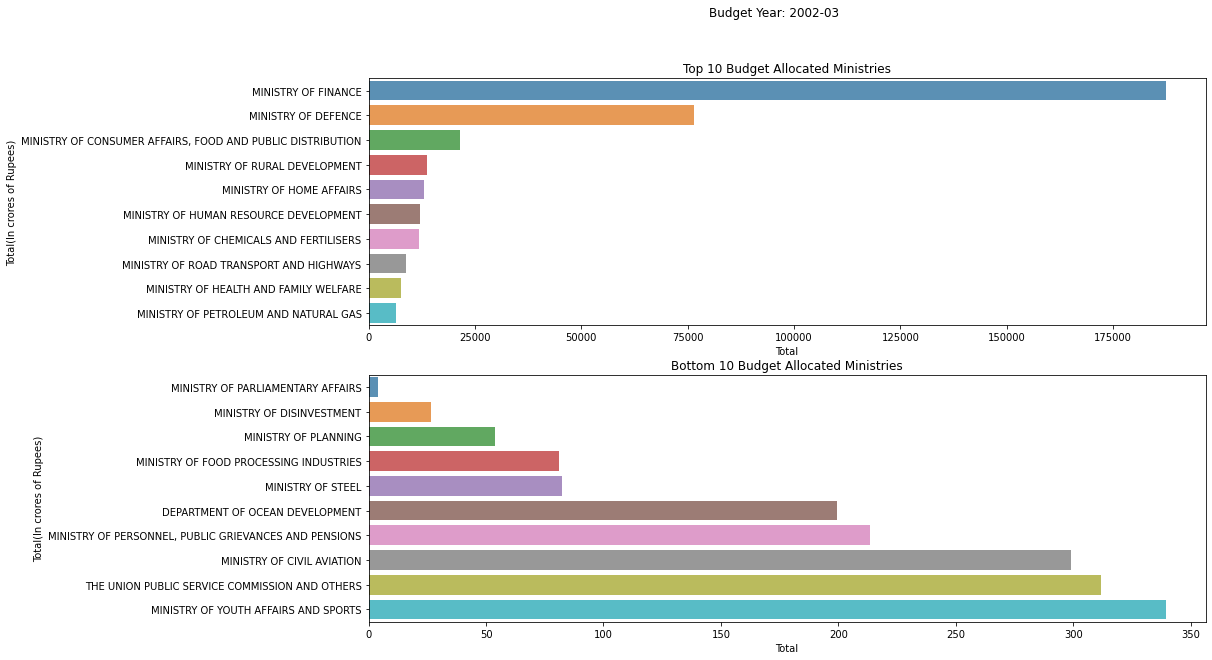 Budget Year: 2002-03
Top 10 Budget Allocated Ministries
Total(In crores of Rupees)
MINISTRY OF FINANCE
MINISTRY OF DEFENCE
MINISTRY OF CONSUMER AFFAIRS, FOOD AND PUBLIC DISTRIBUTION
MINISTRY OF RURAL DEVELOPMENT
MINISTRY OF HOME AFFAIRS
MINISTRY OF HUMAN RESOURCE DEVELOPMENT
MINISTRY OF CHEMICALS AND FERTILISERS
MINISTRY OF ROAD TRANSPORT AND HIGHWAYS
MINISTRY OF HEALTH AND FAMILY WELFARE
MINISTRY OF PETROLEUM AND NATURAL GAS
0 25000 50000 75000 100000 125000 150000 175000
Total
Bottom 10 Budget Allocated Ministries
Total(In crores of Rupees)
MINISTRY OF PARLIAMENTARY AFFAIRS
MINISTRY OF DISINVESTMENT
MINISTRY OF PLANNING
MINISTRY OF FOOD PROCESSING INDUSTRIES
MINISTRY OF STEEL
DEPARTMENT OF OCEAN DEVELOPMENT
MINISTRY OF PERSONNEL, PUBLIC GRIEVANCES AND PENSIONS
MINISTRY OF CIVIL AVIATION
THE UNION PUBLIC SERVICE COMMISSION AND OTHERS
MINISTRY OF YOUTH AFFAIRS AND SPORTS
0 50 100 150 200 250 300 350
Total